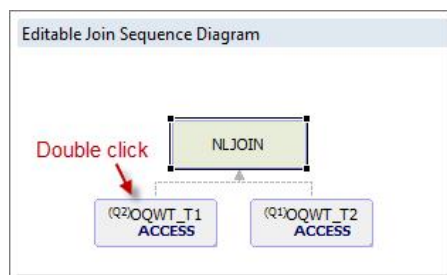 Editable Join Sequence Diagram
NLJOIN
Double click
(Q2)OQWT_T1
ACCESS
(Q1)OQWT_T2
ACCESS